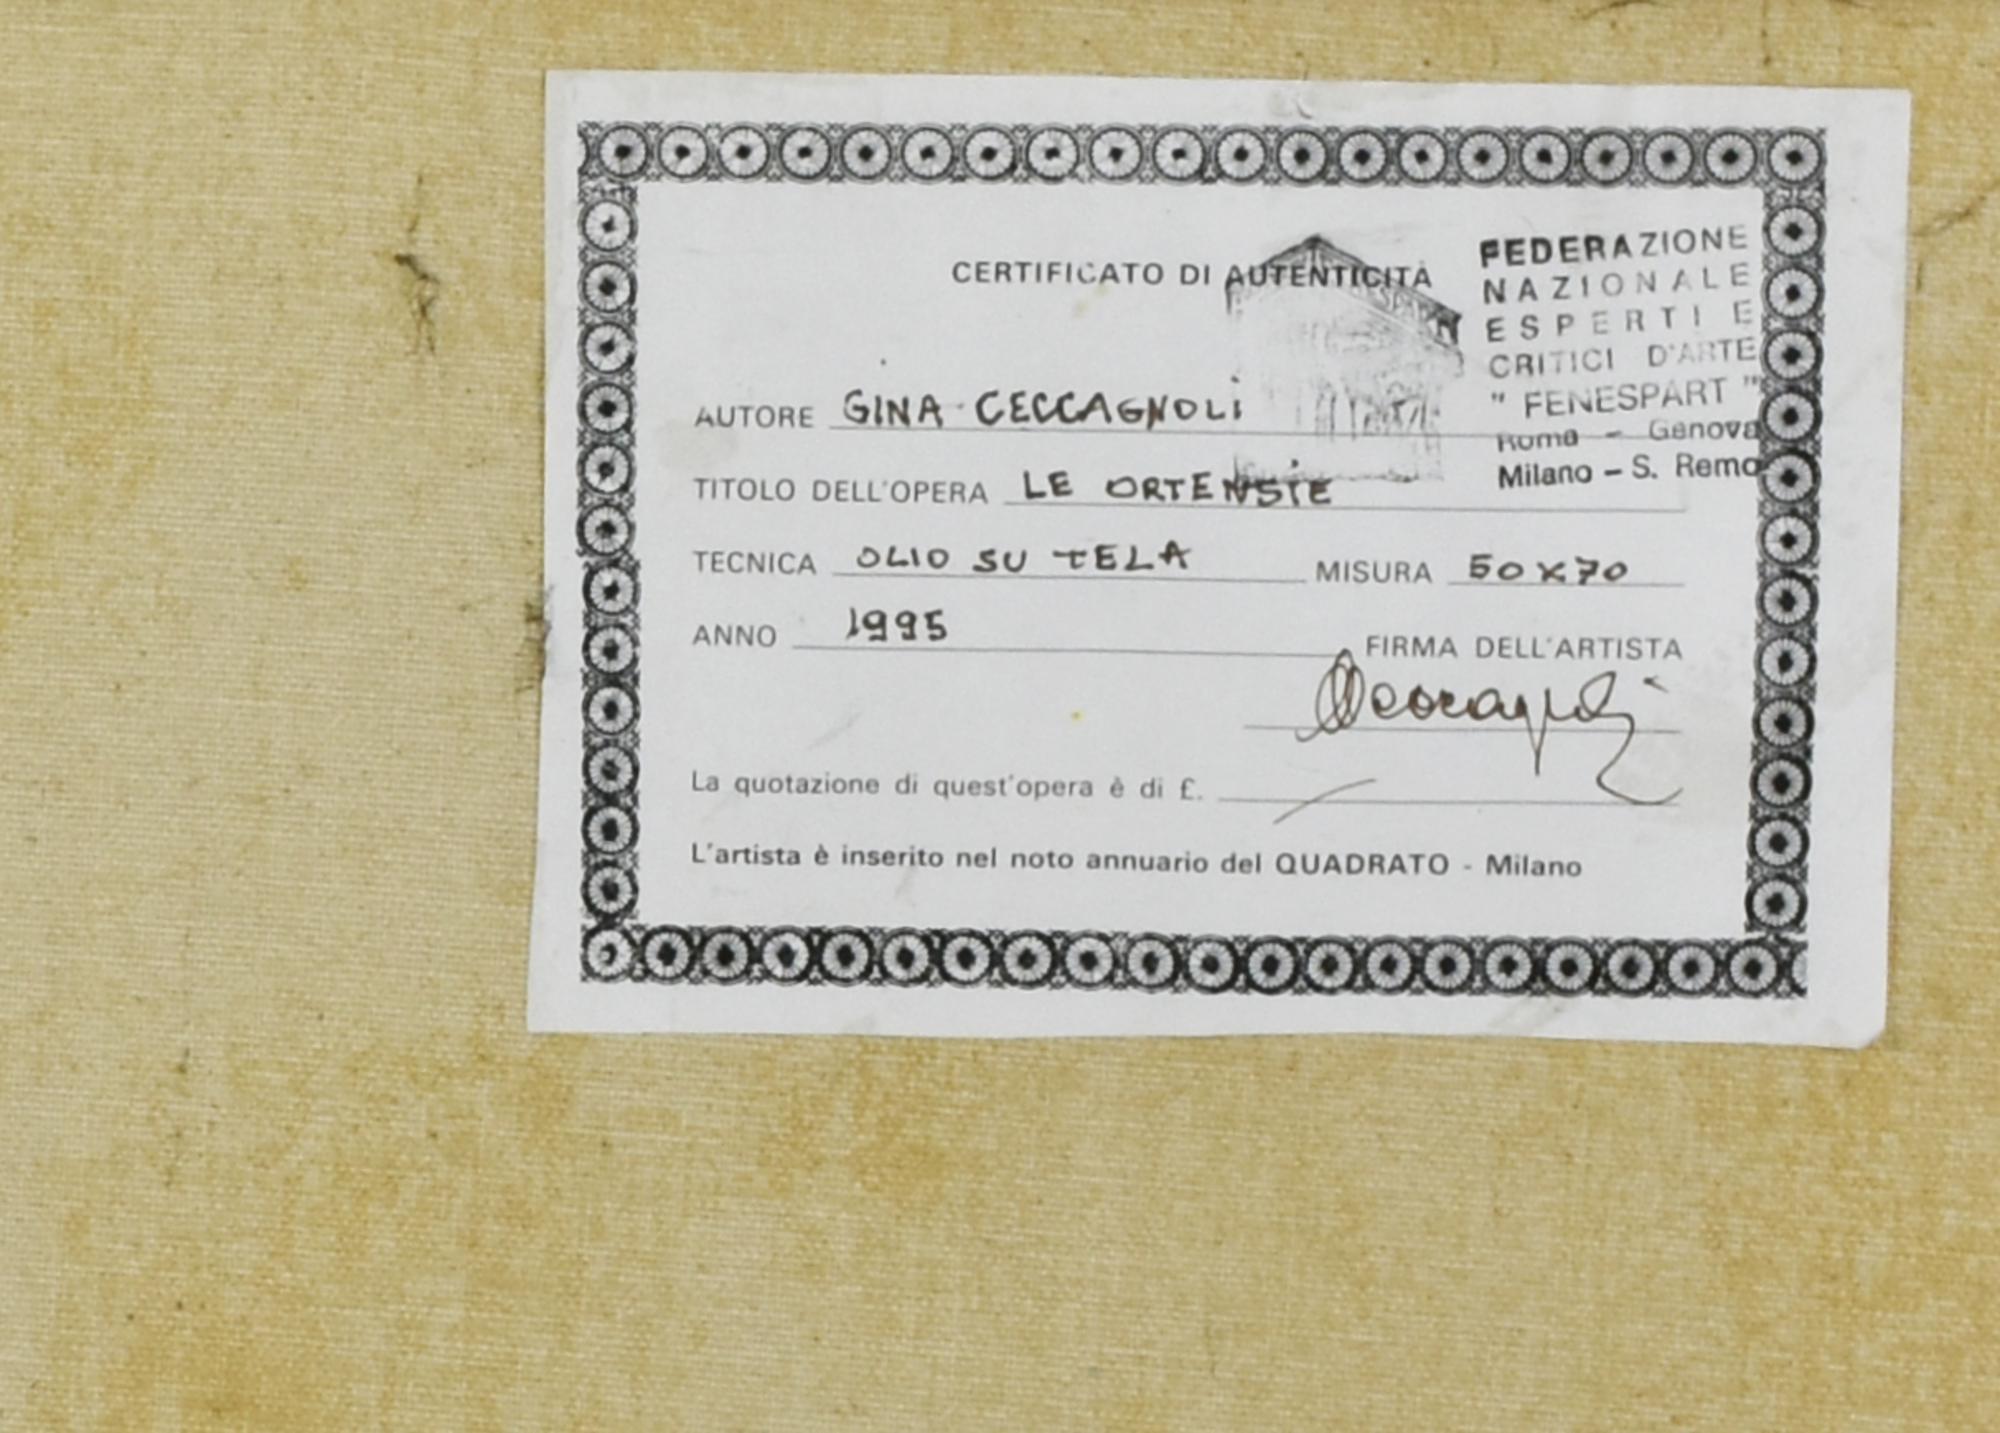 CERTIFICATO DI AUTENTICITÀ
FEDERAZIONE
NAZIONALE
ESPERTI E
CRITICI D'ARTE
"FENESPART"
Roma - Genova
Milano - S. Remo
AUTORE GINA CECCAGNOLI
TITOLO DELL'OPERA LE ORTENSIE
TECNICA OLIO SU TELA MISURA 50X70
ANNO 1995
FIRMA DELL'ARTISTA
La quotazione di quest'opera è di £.
L'artista è inserito nel noto annuario del QUADRATO - Milano